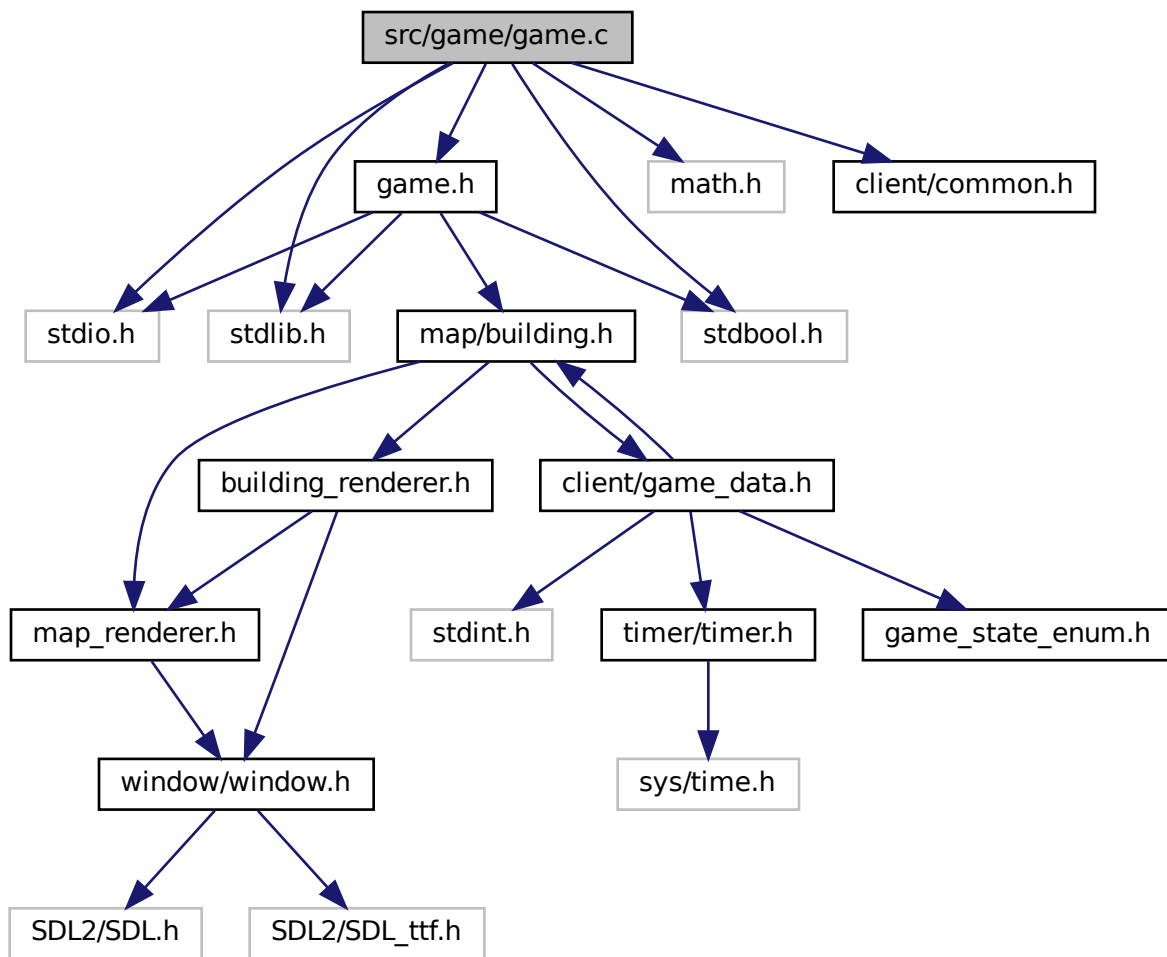 src/game/game.c
game.h
math.h
client/common.h
stdio.h
stdlib.h
map/building.h
stdbool.h
building_renderer.h
client/game_data.h
map_renderer.h
stdint.h
timer/timer.h
game_state_enum.h
window/window.h
sys/time.h
SDL2/SDL.h
SDL2/SDL_ttf.h